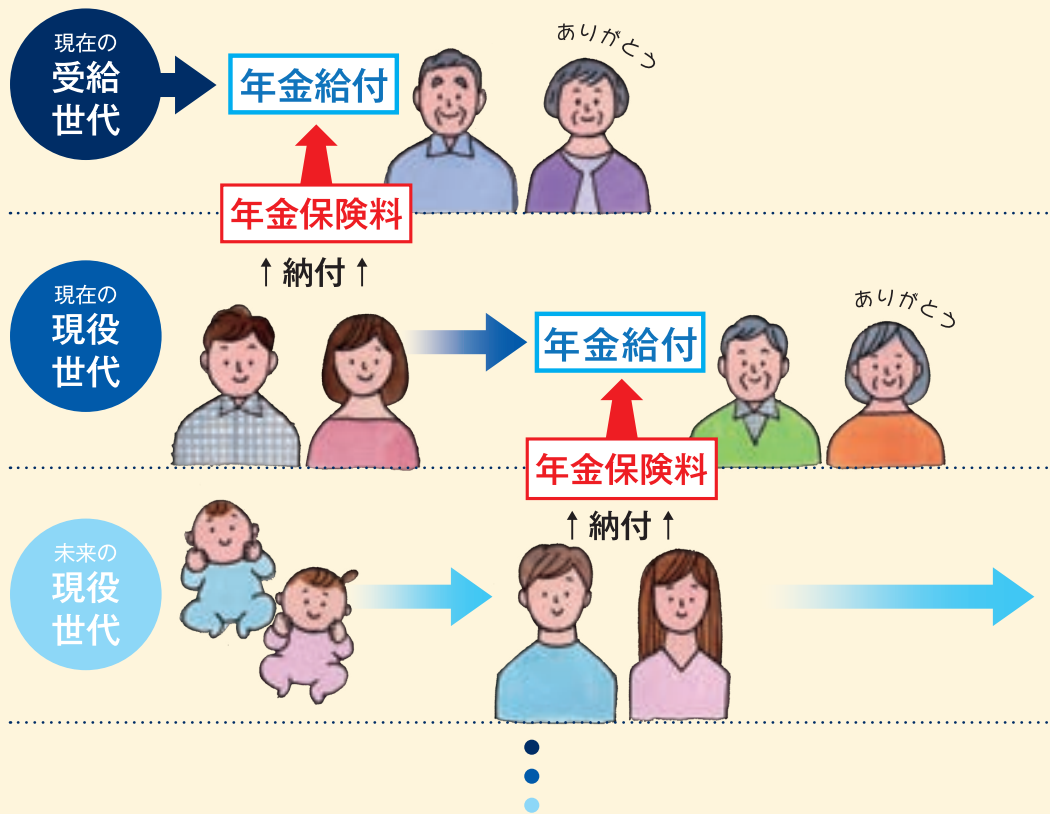 現在の
受給
世代
年金給付
ありがとう
年金保険料
↑納付↑
現在の
現役
世代
年金給付
ありがとう
年金保険料
↑納付↑
未来の
現役
世代